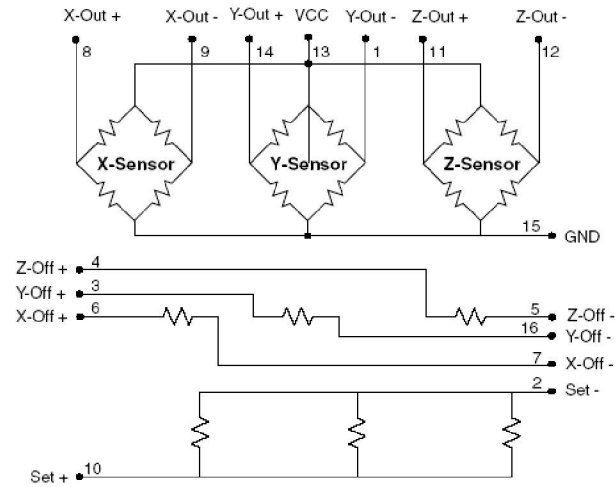 X-Out + X-Out - Y-Out + VCC Y-Out - Z-Out + Z-Out -
8 9 14 13 1 11 12
X-Sensor Y-Sensor Z-Sensor
15 GND
Z-Off + 4
Y-Off + 3
X-Off + 6
5 Z-Off -
16 Y-Off -
7 X-Off -
2 Set -
Set + 10